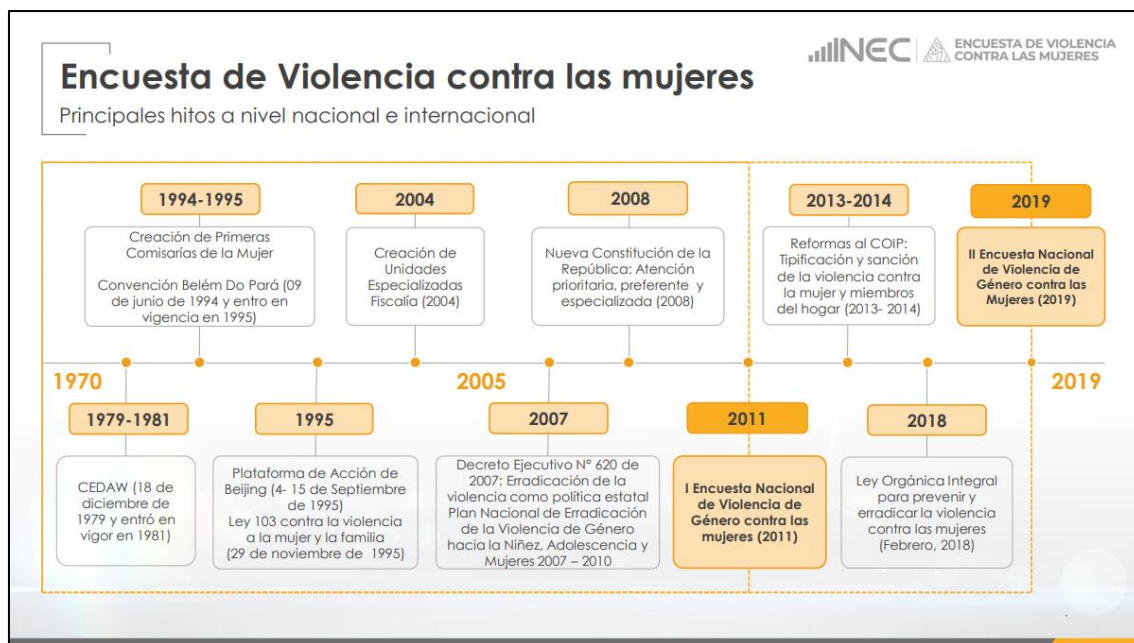 INEC
ENCUESTA DE VIOLENCIA
CONTRA LAS MUJERES
Encuesta de Violencia contra las mujeres
Principales hitos a nivel nacional e internacional
1994-1995
Creación de Primeras
Comisarías de la Mujer
Convención Belém Do Pará (09
de junio de 1994 y entro en
vigencia en 1995)
2004
Creación de
Unidades
Especializadas
Fiscalía (2004)
2008
Nueva Constitución de la
República: Atención
prioritaria, preferente y
especializada (2008)
2013-2014
Reformas al COIP:
Tipificación y sanción
de la violencia contra
la mujer y miembros
del hogar (2013- 2014)
2019
II Encuesta Nacional
de Violencia de
Género contra las
Mujeres (2019)
1970
2005
2019
1979-1981
CEDAW (18 de
diciembre de
1979 y entró en
vigor en 1981)
1995
Plataforma de Acción de
Beijing (4- 15 de Septiembre
de 1995)
Ley 103 contra la violencia
a la mujer y la familia
(29 de noviembre de 1995)
2007
Decreto Ejecutivo N° 620 de
2007: Erradicación de la
violencia como política estatal
Plan Nacional de Erradicación
de la Violencia de Género
hacia la Niñez, Adolescencia y
Mujeres 2007 – 2010
2011
I Encuesta Nacional
de Violencia de
Género contra las
mujeres (2011)
2018
Ley Orgánica Integral
para prevenir y
erradicar la violencia
contra las mujeres
(Febrero, 2018)